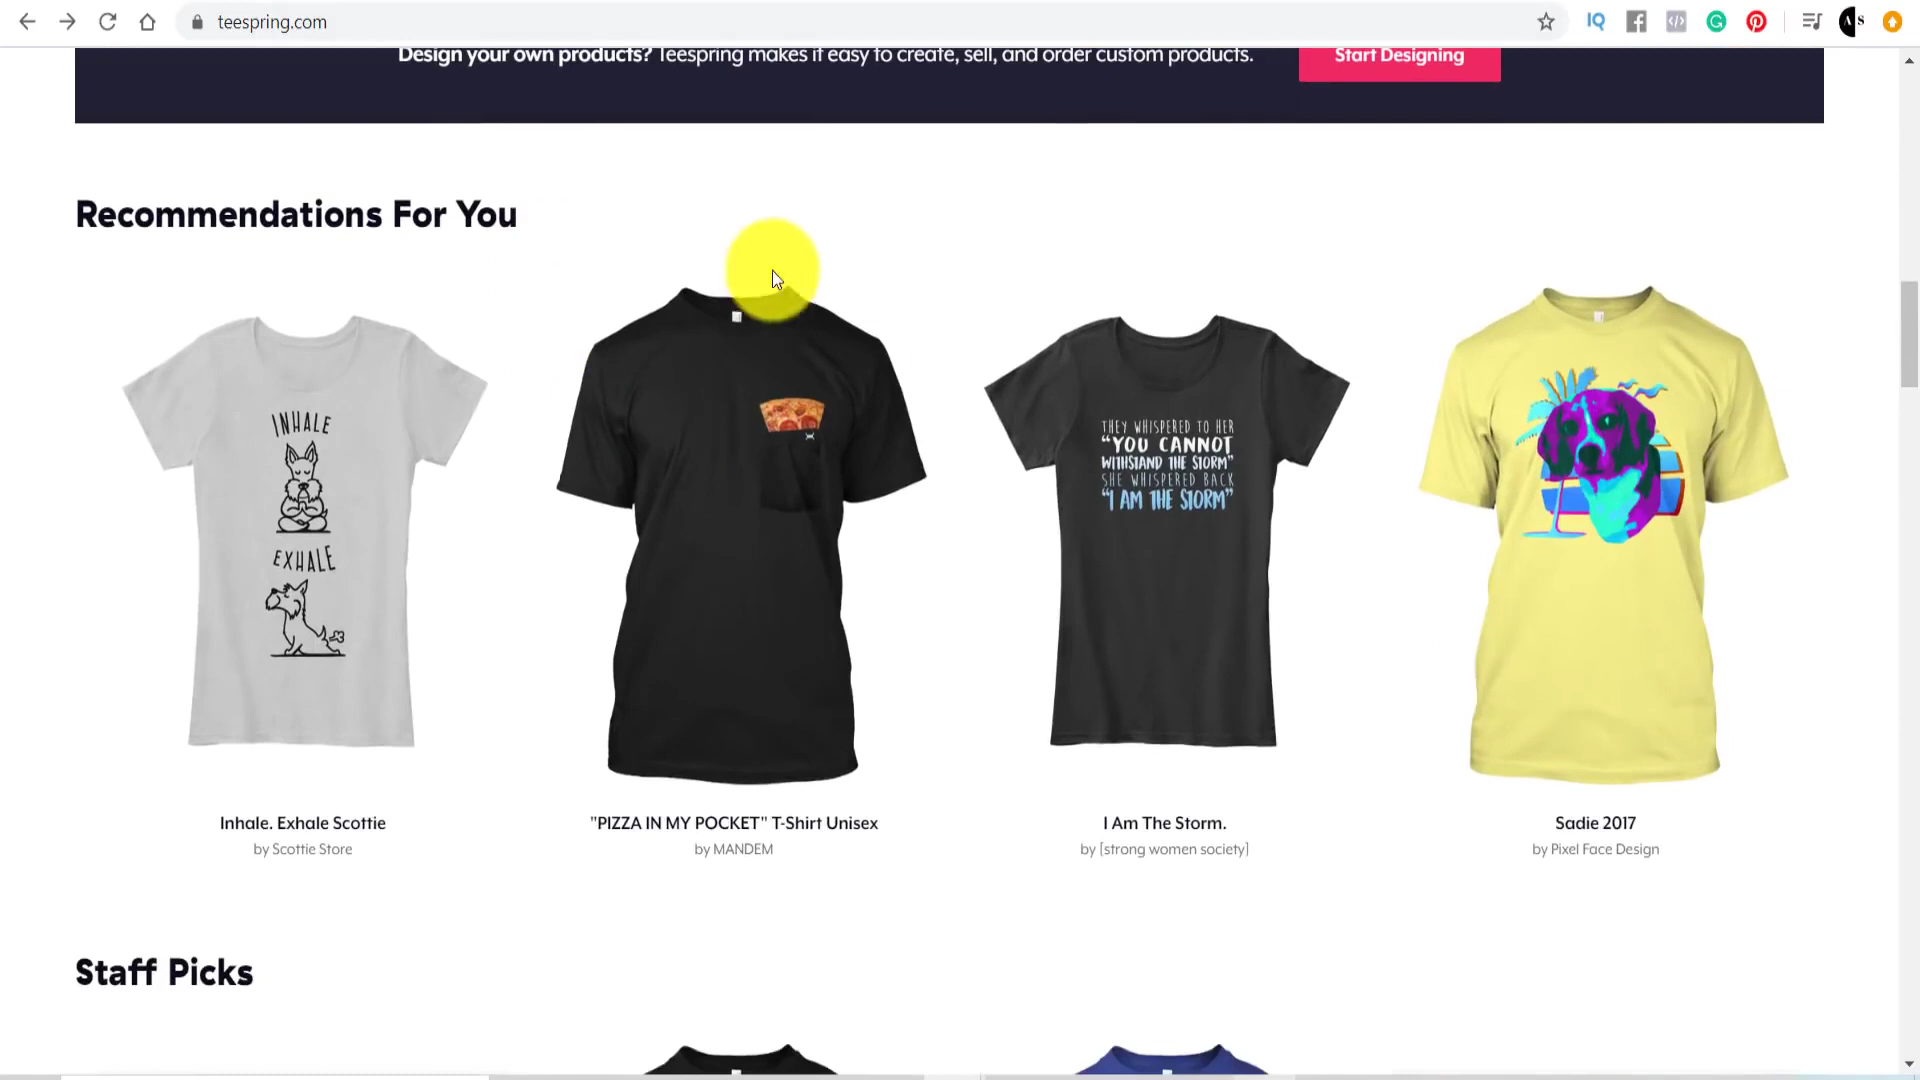 teespring.com
Design your own products? Teespring makes it easy to create, sell, and order custom products.
Start Designing
Recommendations For You
INHALE
EXHALE
THEY WHISPERED TO HER
"YOU CANNOT
WITHSTAND THE STORM"
SHE WHISPERED BACK
"I AM THE STORM"
Inhale. Exhale Scottie
by Scottie Store
"PIZZA IN MY POCKET" T-Shirt Unisex
by MANDEM
I Am The Storm.
by [strong women society]
Sadie 2017
by Pixel Face Design
Staff Picks